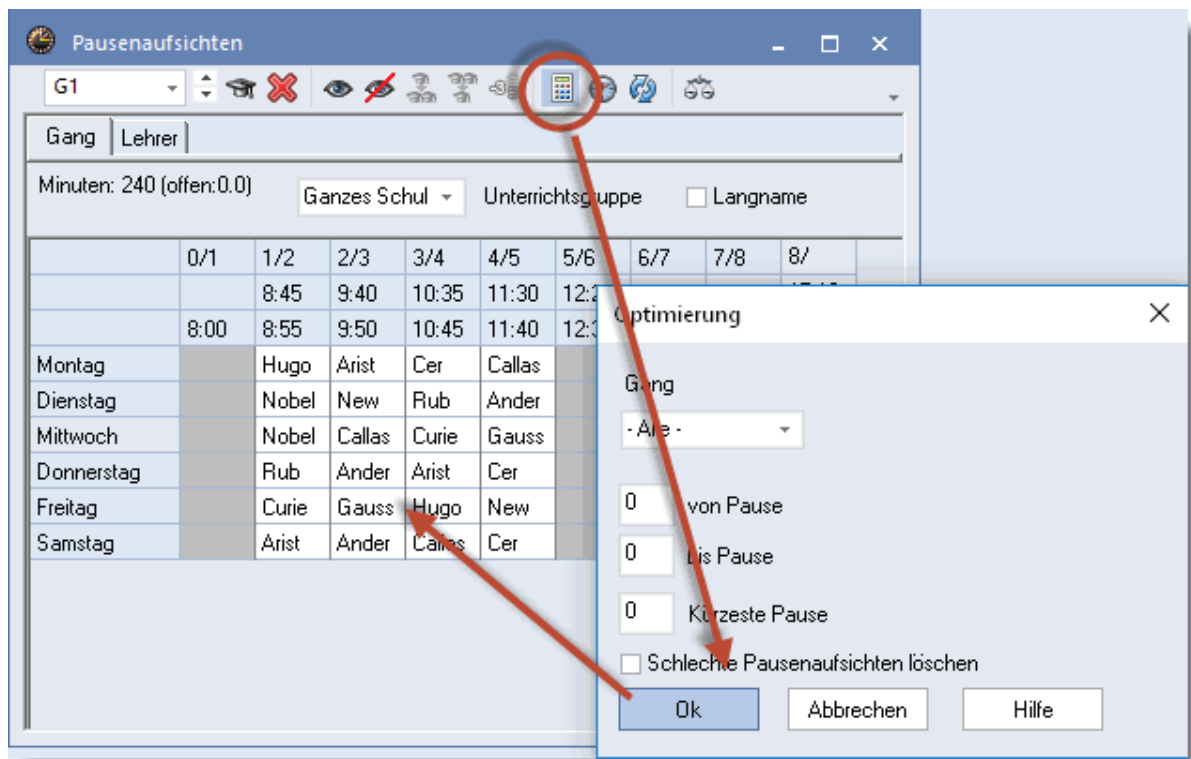 Pausenaufsichten
G1
Gang Lehrer
Minuten: 240 (offen:0.0) Ganzes Schul Unterrichtsgruppe Langname
0/1 1/2 2/3 3/4 4/5 5/6 6/7 7/8 8/
8:45 9:40 10:35 11:30
8:00 8:55 9:50 10:45 11:40
Montag Hugo Arist Cer Callas
Dienstag Nobel New Rub Ander
Mittwoch Nobel Callas Curie Gauss
Donnerstag Rub Ander Arist Cer
Freitag Curie Gauss Hugo New
Samstag Arist Ander Callas Cer
Optimierung
Gang
- Alle -
0 von Pause
0 bis Pause
0 Kürzeste Pause
Schlechte Pausenaufsichten löschen
Ok Abbrechen Hilfe